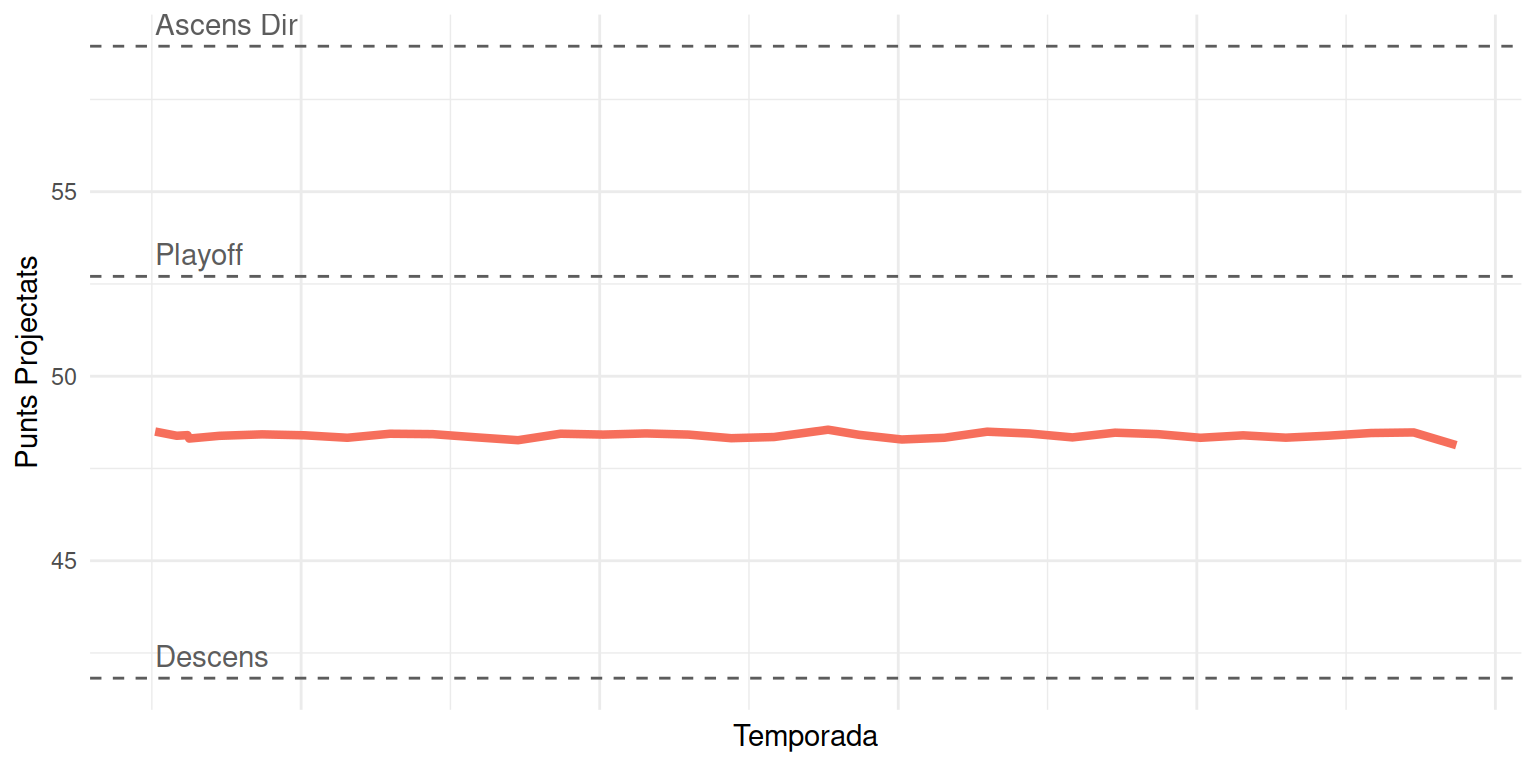 Ascens Dir
55
Playoff
Punts Projectats
50
45
Descens
Temporada